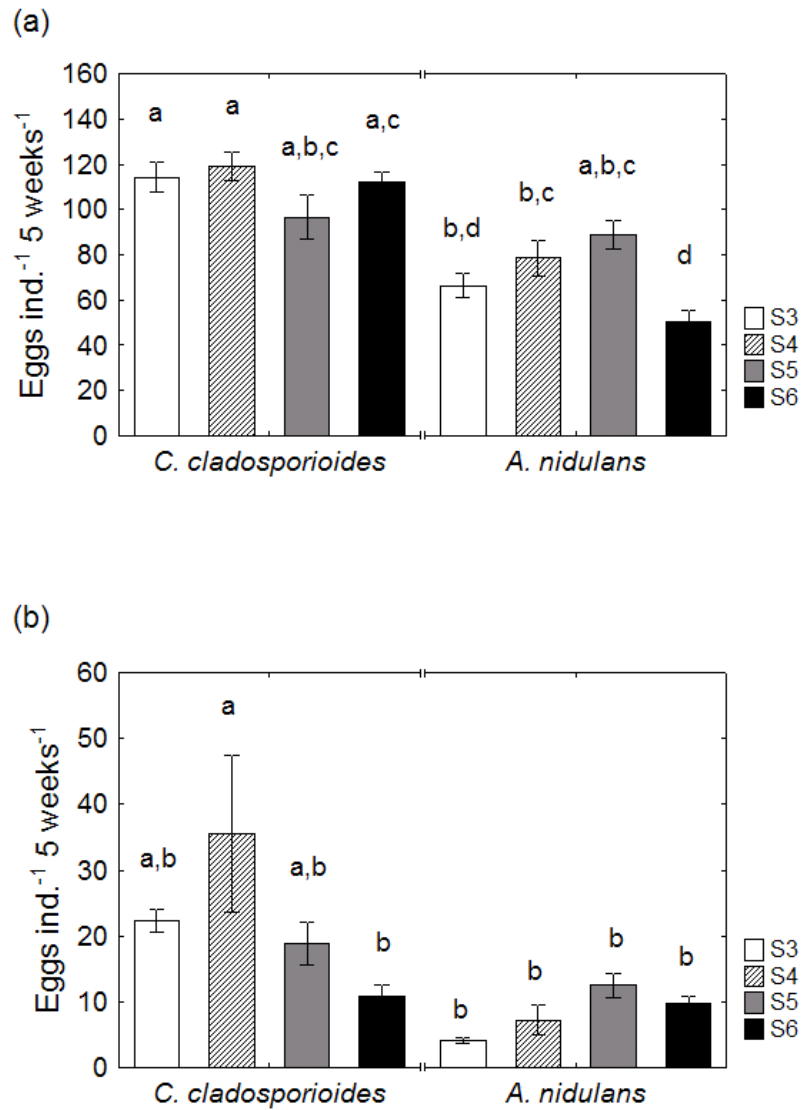 (a)
Eggs ind.⁻¹ 5 weeks⁻¹
160
140
120
100
80
60
40
20
0
a
a
a,b,c
a,c
b,d
b,c
a,b,c
d
C. cladosporioides
A. nidulans
S3
S4
S5
S6
(b)
Eggs ind.⁻¹ 5 weeks⁻¹
60
50
40
30
20
10
0
a,b
a
a,b
b
b
b
b
b
C. cladosporioides
A. nidulans
S3
S4
S5
S6